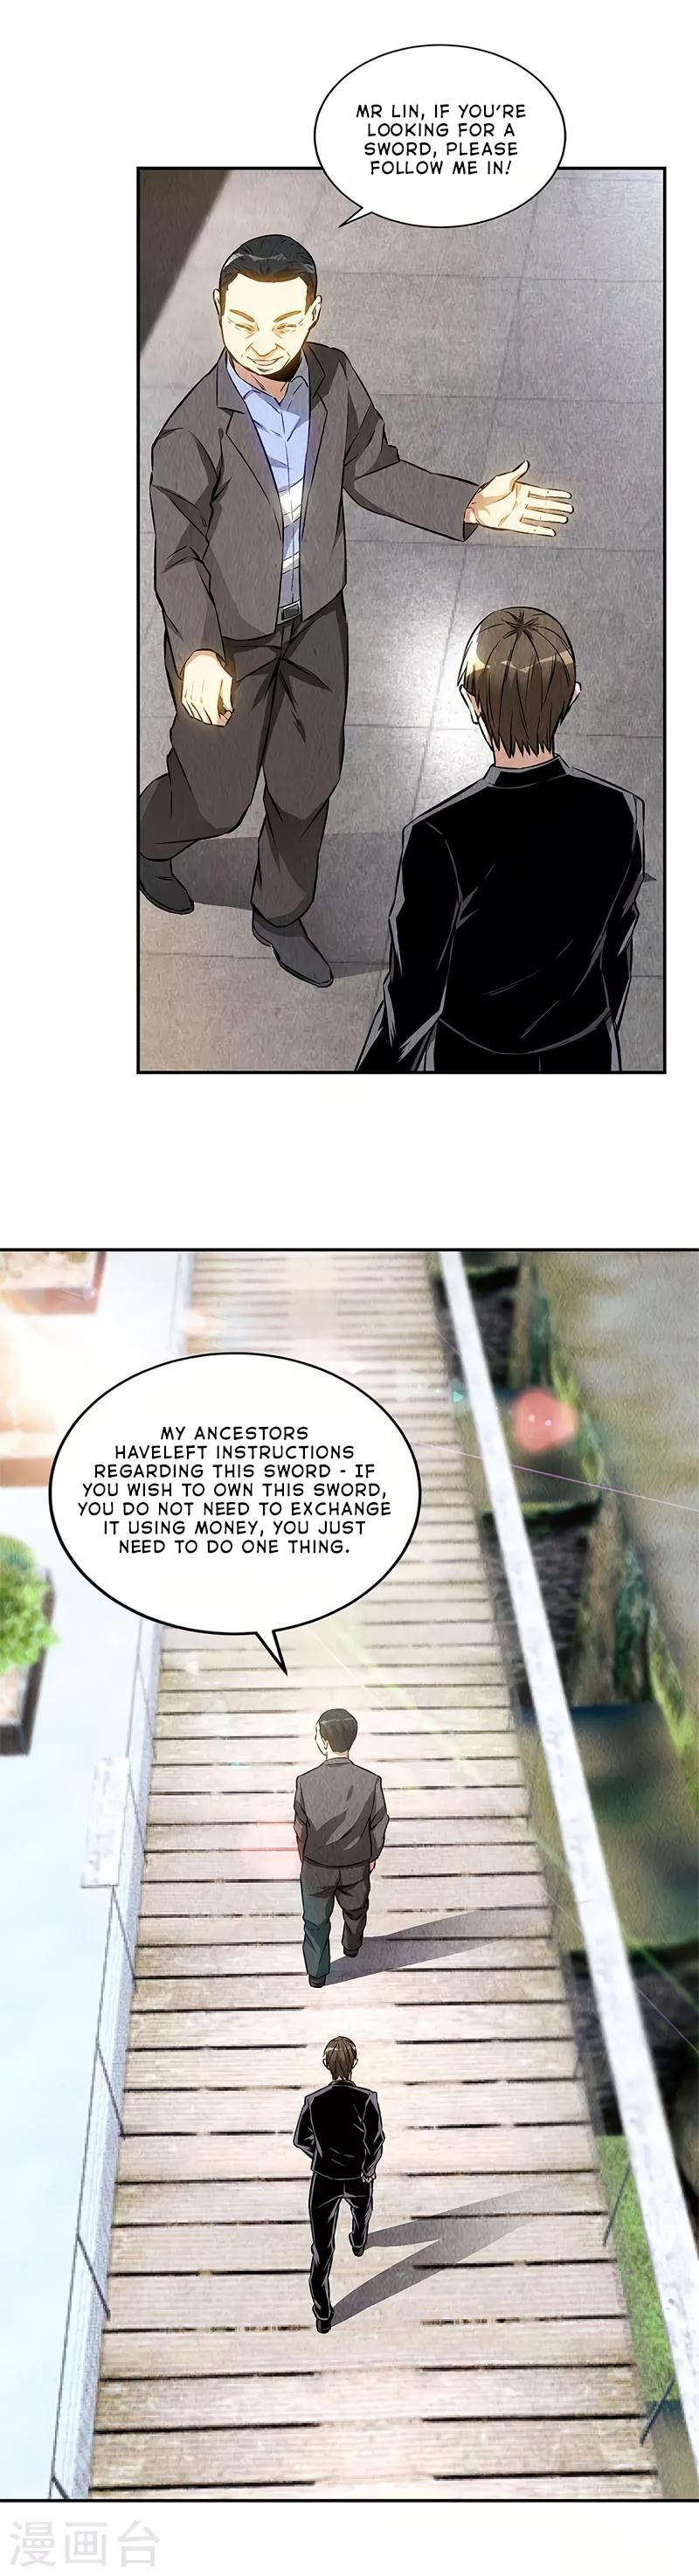 MR LIN, IF YOU'RE
LOOKING FOR A
SWORD, PLEASE
FOLLOW ME IN!
MY ANCESTORS
HAVELEFT INSTRUCTIONS
REGARDING THIS SWORD - IF
YOU WISH TO OWN THIS SWORD,
YOU DO NOT NEED TO EXCHANGE
IT USING MONEY, YOU JUST
NEED TO DO ONE THING.
漫画台